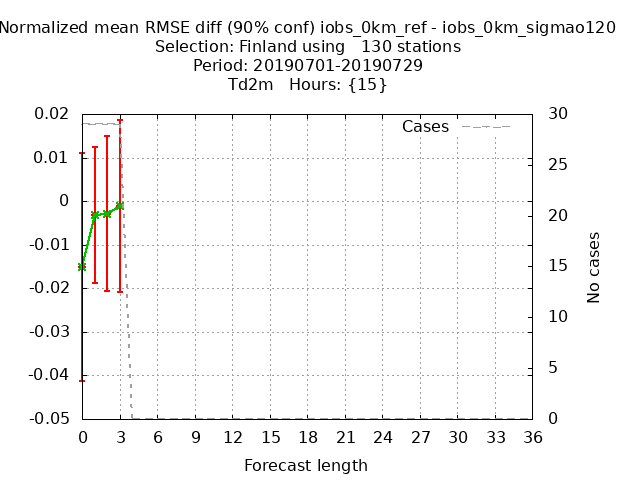 Normalized mean RMSE diff (90% conf) iobs_0km_ref - iobs_0km_sigmao120
Selection: Finland using   130 stations
Period: 20190701-20190729
Td2m   Hours: {15}
Cases
0.02
0.01
0
-0.01
-0.02
-0.03
-0.04
-0.05
30
25
20
15
10
5
0
No cases
0 3 6 9 12 15 18 21 24 27 30 33 36
Forecast length